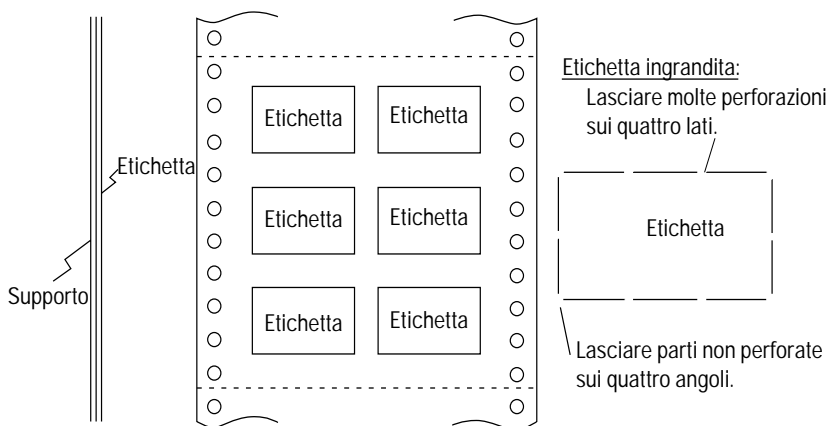 Etichetta ingrandita:
Lasciare molte perforazioni
sui quattro lati.
Etichetta
Etichetta
Etichetta
Etichetta
Etichetta
Etichetta
Etichetta
Etichetta
Supporto
Lasciare parti non perforate
sui quattro angoli.